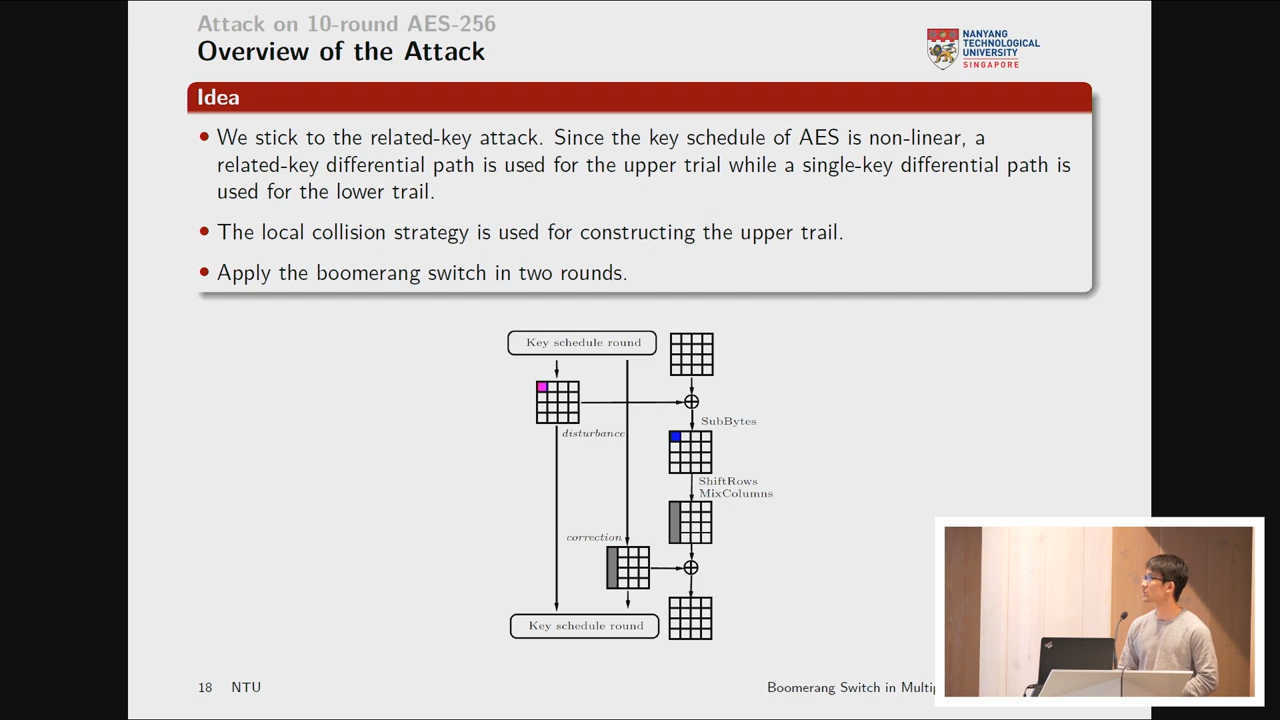 Attack on 10-round AES-256
Overview of the Attack
NANYANG
TECHNOLOGICAL
UNIVERSITY
SINGAPORE
Idea
• We stick to the related-key attack. Since the key schedule of AES is non-linear, a
related-key differential path is used for the upper trial while a single-key differential path is
used for the lower trail.
• The local collision strategy is used for constructing the upper trail.
• Apply the boomerang switch in two rounds.
Key schedule round
SubBytes
disturbance
ShiftRows
MixColumns
correction
Key schedule round
18 NTU
Boomerang Switch in Multip